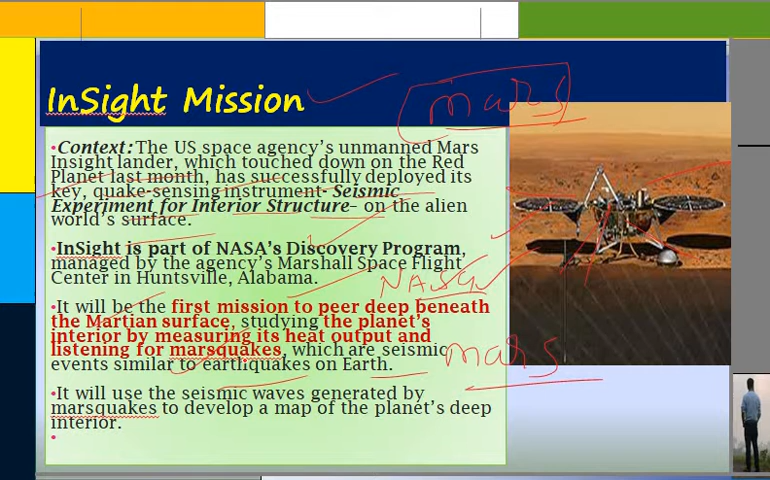 InSight Mission
mars
•Context: The US space agency's unmanned Mars
Insight lander, which touched down on the Red
Planet last month, has successfully deployed its
key, quake-sensing instrument- Seismic
Experiment for Interior Structure– on the alien
world's surface.
•InSight is part of NASA's Discovery Program,
managed by the agency's Marshall Space Flight
Center in Huntsville, Alabama.
NASA
•It will be the first mission to peer deep beneath
the Martian surface, studying the planet's
interior by measuring its heat output and
listening for marsquakes, which are seismic
events similar to earthquakes on Earth.
mars
•It will use the seismic waves generated by
marsquakes to develop a map of the planet's deep
interior.
•